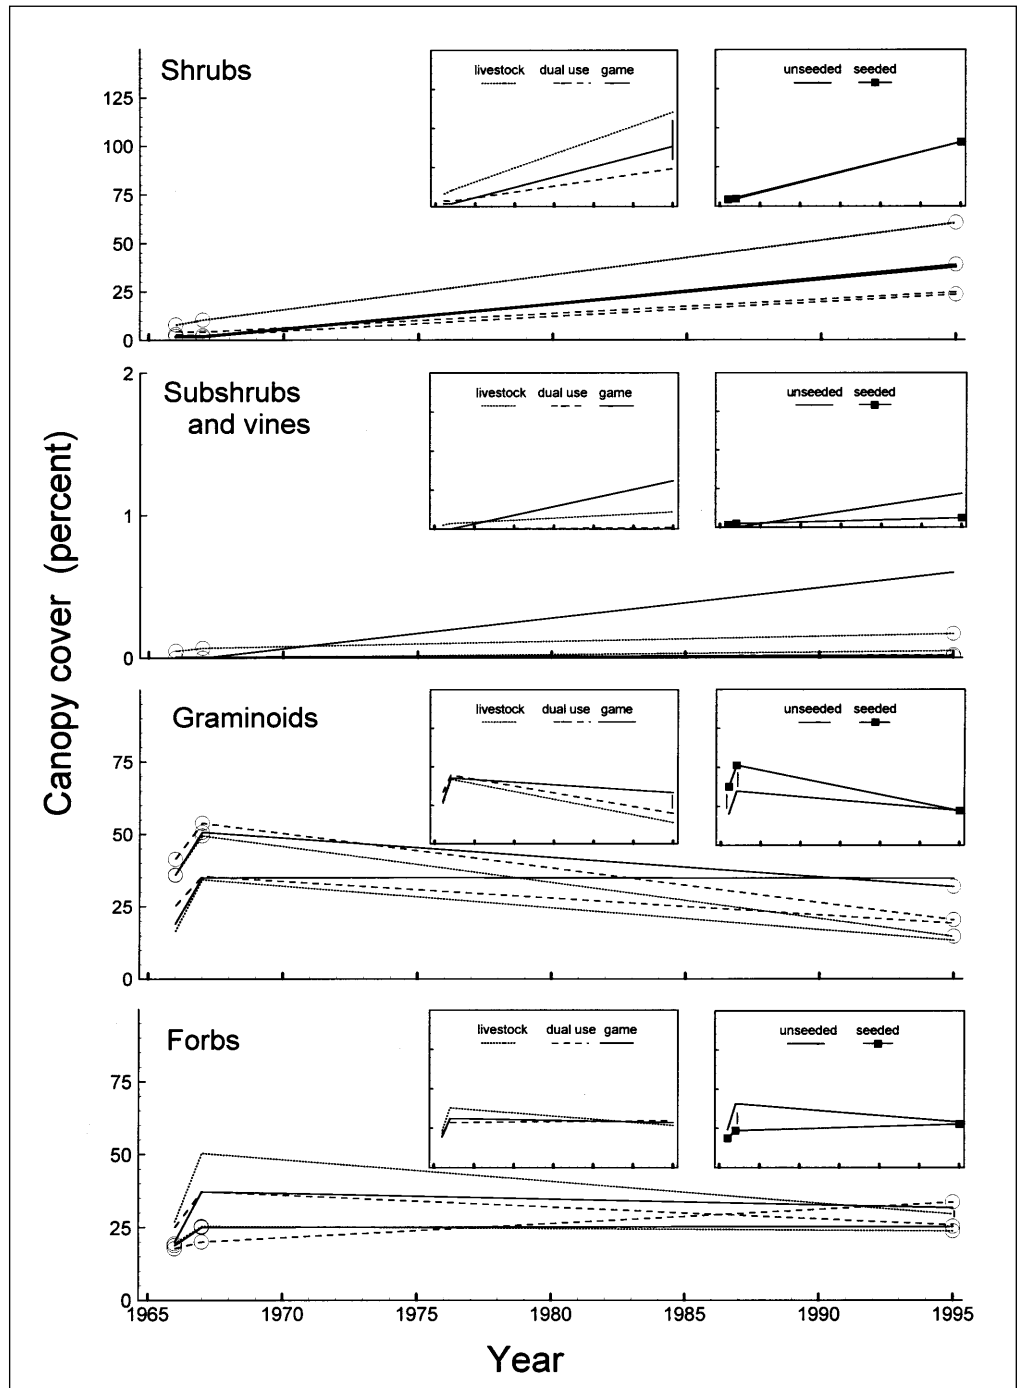 Shrubs
livestock dual use game
unseeded seeded
125
100
75
50
25
0
Subshrubs
and vines
livestock dual use game
unseeded seeded
2
1
0
Canopy cover (percent)
Graminoids
livestock dual use game
unseeded seeded
75
50
25
0
Forbs
livestock dual use game
unseeded seeded
75
50
25
0
1965 1970 1975 1980 1985 1990 1995
Year